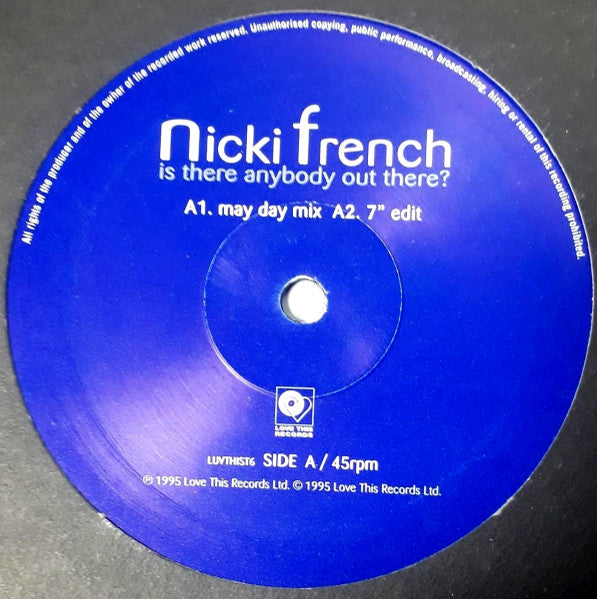 All rights of the producer and of the owner of the recorded work reserved. Unauthorised copying, public performance, broadcasting, hiring or rental of this recording prohibited.
nicki french
is there anybody out there?
A1. may day mix A2. 7" edit
LOVE THIS
RECORDS
LUVTHIST6 SIDE A / 45rpm
℗ 1995 Love This Records Ltd. © 1995 Love This Records Ltd.